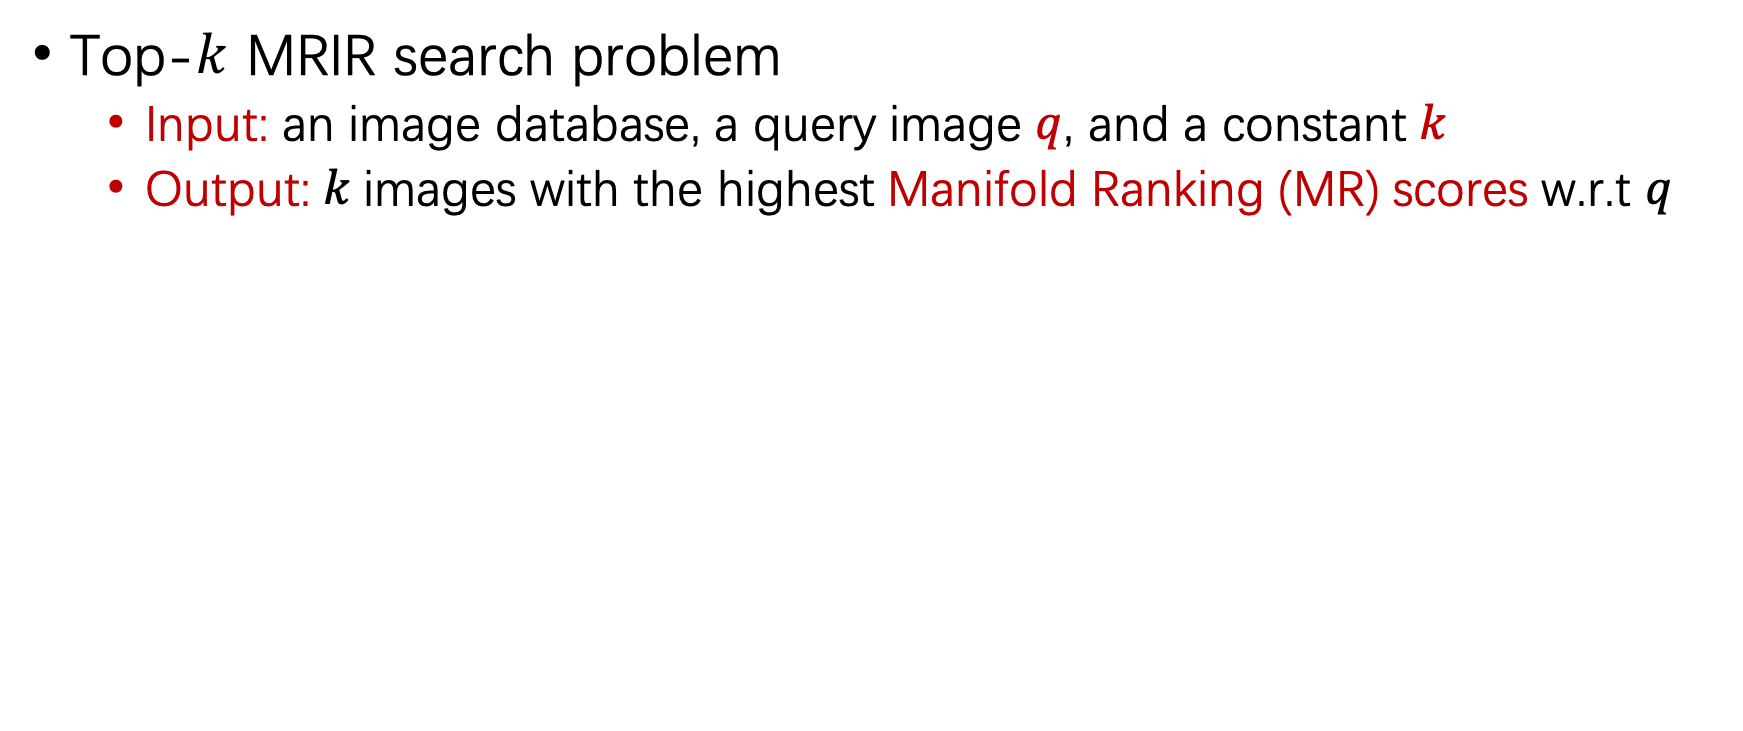 • Top-k MRIR search problem
• Input: an image database, a query image q, and a constant k
• Output: k images with the highest Manifold Ranking (MR) scores w.r.t q